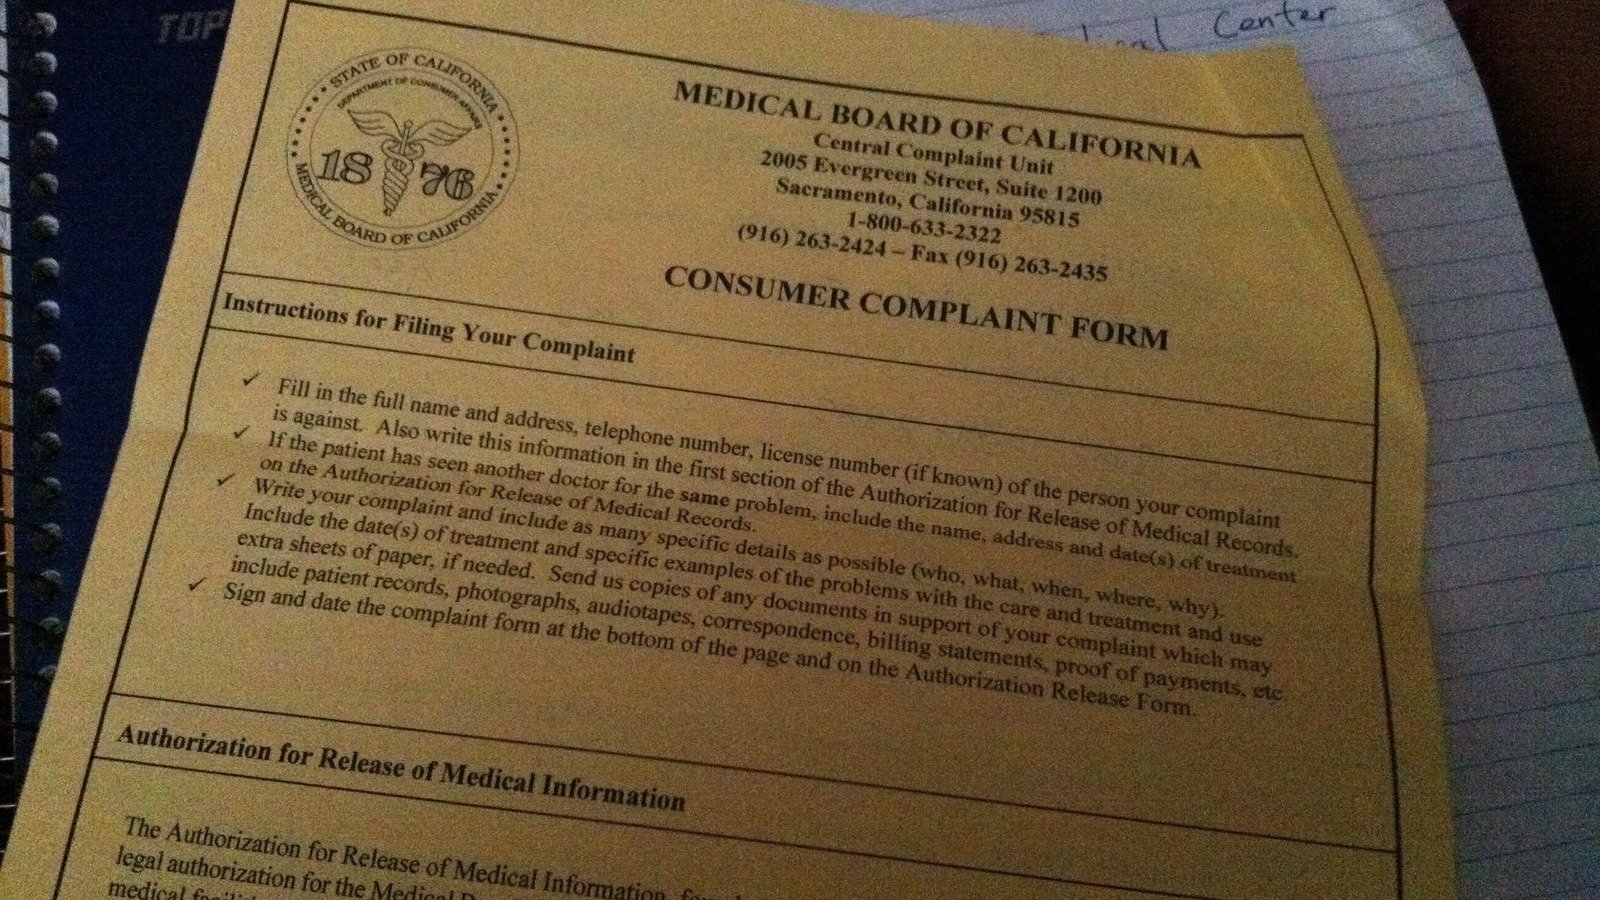 TOP
Center
STATE OF CALIFORNIA
DEPARTMENT OF CONSUMER AFFAIRS
18 76
MEDICAL BOARD OF CALIFORNIA
MEDICAL BOARD OF CALIFORNIA
Central Complaint Unit
2005 Evergreen Street, Suite 1200
Sacramento, California 95815
1-800-633-2322
(916) 263-2424 – Fax (916) 263-2435
CONSUMER COMPLAINT FORM
Instructions for Filing Your Complaint
✓ Fill in the full name and address, telephone number, license number (if known) of the person your complaint
is against. Also write this information in the first section of the Authorization for Release of Medical Records.
✓ If the patient has seen another doctor for the same problem, include the name, address and date(s) of treatment
on the Authorization for Release of Medical Records.
✓ Write your complaint and include as many specific details as possible (who, what, when, where, why).
Include the date(s) of treatment and specific examples of the problems with the care and treatment and use
extra sheets of paper, if needed. Send us copies of any documents in support of your complaint which may
include patient records, photographs, audiotapes, correspondence, billing statements, proof of payments, etc.
✓ Sign and date the complaint form at the bottom of the page and on the Authorization Release Form.
Authorization for Release of Medical Information
The Authorization for Release of Medical Information
legal authorization for the Medical
medical